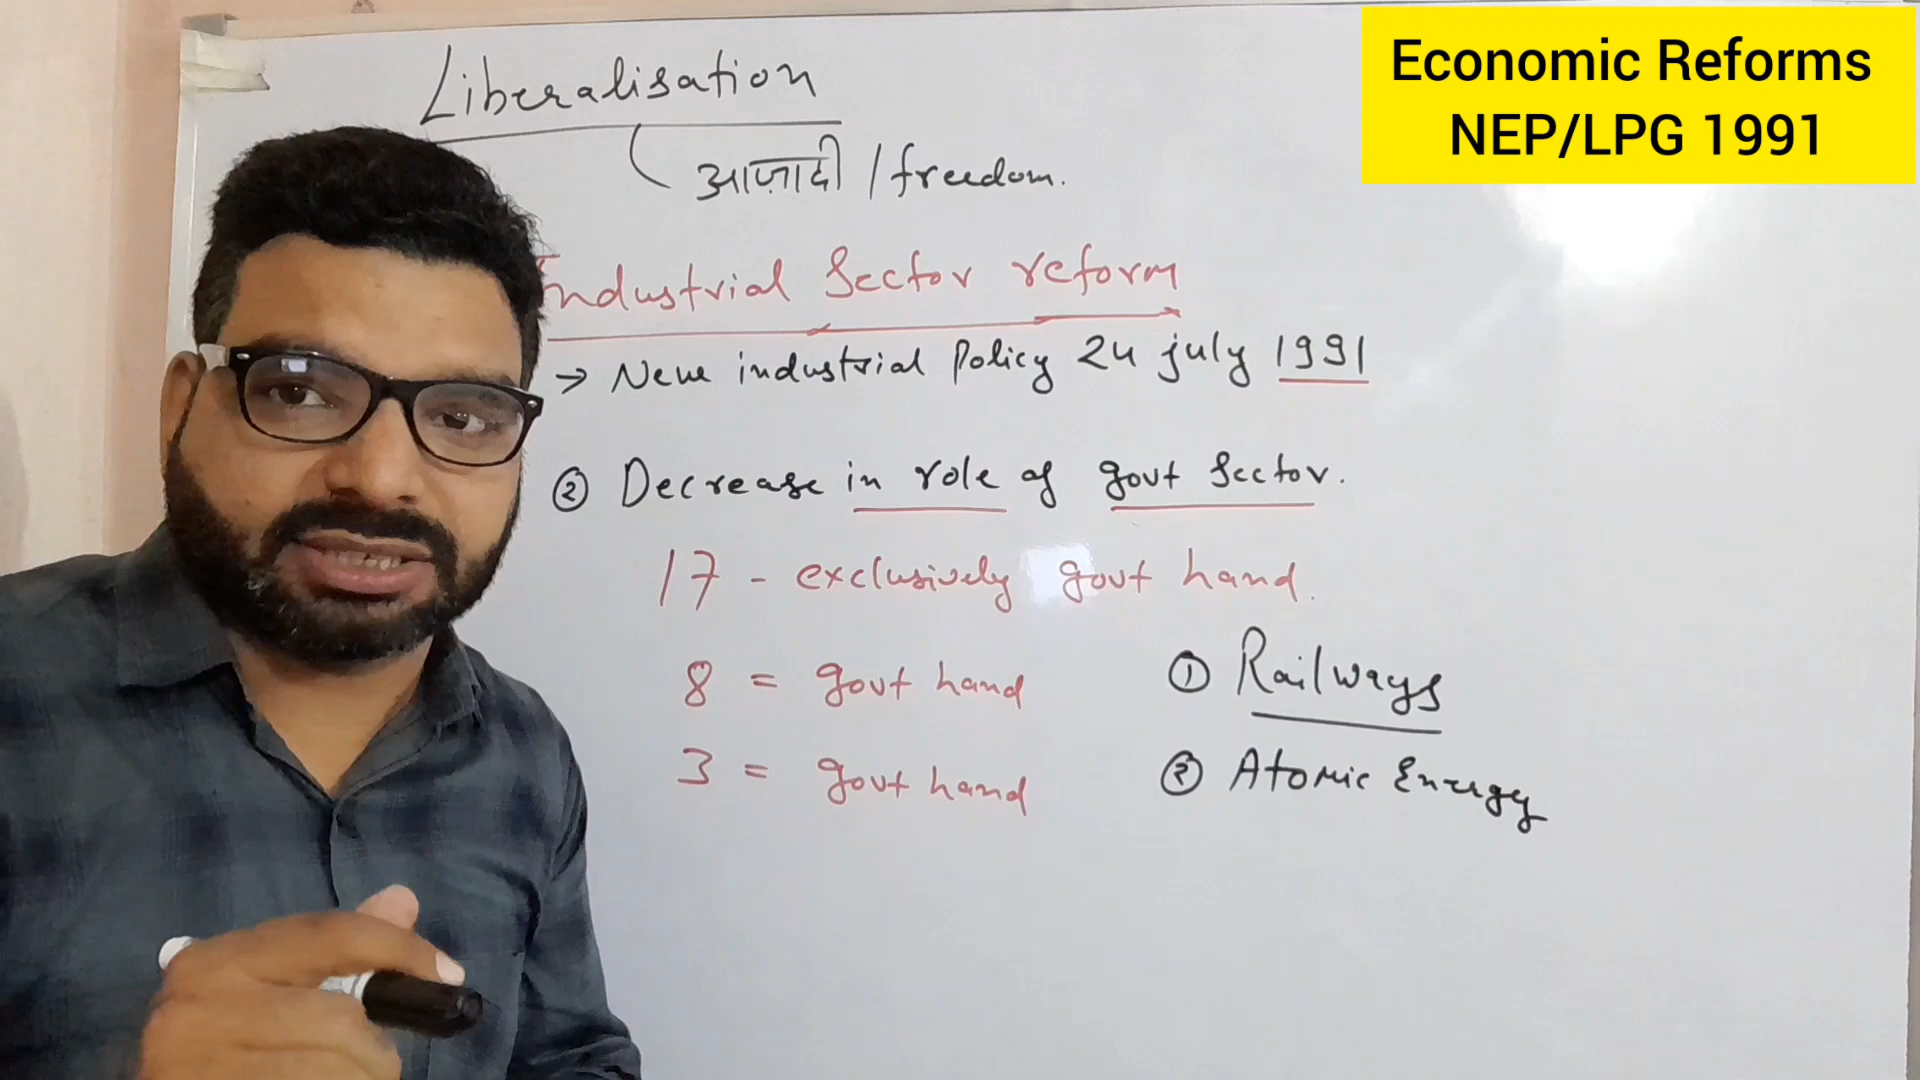 Economic Reforms
NEP/LPG 1991
Liberalisation
आज़ादी / freedom.
Industrial Sector reform
→ New industrial Policy 24 july 1991
② Decrease in role of govt Sector.
17 - exclusively govt hand.
8 = govt hand
① Railways
3 = govt hand
② Atomic Energy